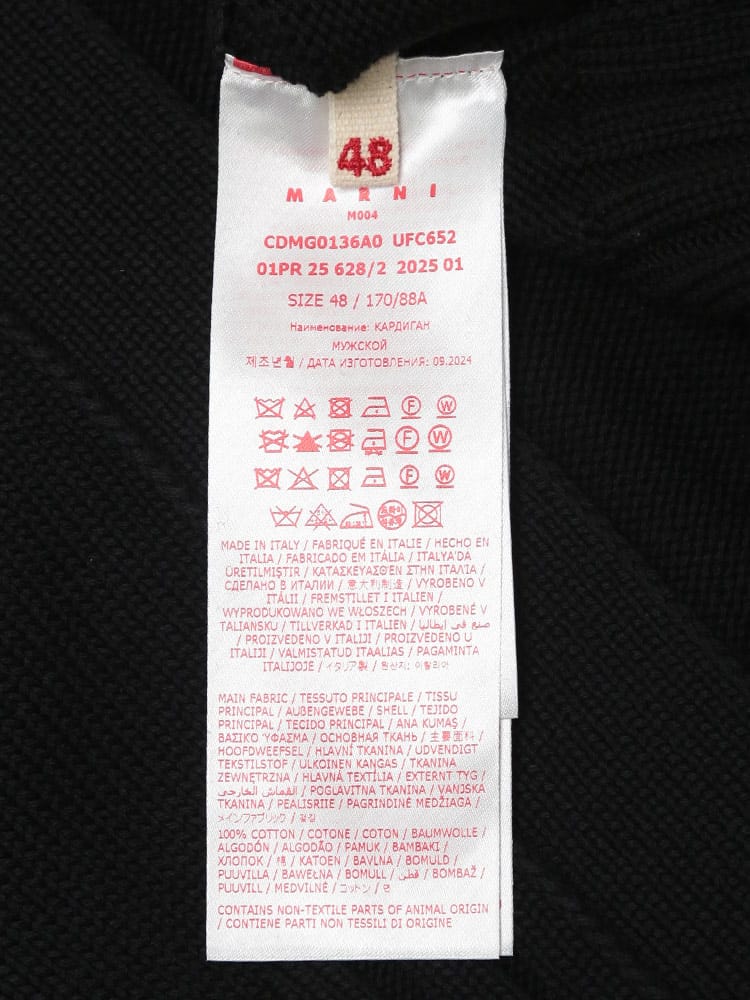 48
MARNI
M004
CDMG0136A0 UFC652
01PR 25 628/2 2025 01
SIZE 48 / 170/88A
Наименование: КАРДИГАН
МУЖСКОЙ
제조년월 / ДАТА ИЗГОТОВЛЕНИЯ: 09.2024
F W
F W
F W
MADE IN ITALY / FABRIQUÉ EN ITALIE / HECHO EN
ITALIA / FABRICADO EM ITÁLIA / ITALYA'DA
ÜRETILMIŞTIR / ΚΑΤΑΣΚΕΥΑΣΘΕΝ ΣΤΗΝ ΙΤΑΛΙΑ /
СДЕЛАНО В ИТАЛИИ / 意大利制造 / VYROBENO V
ITÁLII / FREMSTILLET I ITALIEN /
WYPRODUKOWANO WE WŁOSZECH / VYROBENÉ V
TALIANSKU / TILLVERKAD I ITALIEN / صنع في إيطاليا
/ PROIZVEDENO V ITALIJI / PROIZVEDENO U
ITALIJI / VALMISTATUD ITAALIAS / PAGAMINTA
ITALIJOJE / イタリア製 / 원산지: 이탈리아
MAIN FABRIC / TESSUTO PRINCIPALE / TISSU
PRINCIPAL / AUßENGEWEBE / SHELL / TEJIDO
PRINCIPAL / TECIDO PRINCIPAL / ANA KUMAŞ /
ΒΑΣΙΚΌ ΎΦΑΣΜΑ / ОСНОВНАЯ ТКАНЬ / 主要面料 /
HOOFDWEEFSEL / HLAVNÍ TKANINA / UDVENDIGT
TEKSTILSTOF / ULKOINEN KANGAS / TKANINA
ZEWNĘTRZNA / HLAVNÁ TEXTÍLIA / EXTERNT TYG /
القماش الخارجي / POGLAVITNA TKANINA / VANJSKA
TKANINA / PEALISRIIE / PAGRINDINĖ MEDŽIAGA /
メインファブリック / 겉감
100% COTTON / COTONE / COTON / BAUMWOLLE /
ALGODÓN / ALGODÃO / PAMUK / BAMBAKI /
ХЛОПОК / 棉 / KATOEN / BAVLNA / BOMULD /
PUUVILLA / BAWEŁNA / BOMULL / قطن / BOMBAŽ /
PUUVILL / MEDVILNĖ / コットン / 면
CONTAINS NON-TEXTILE PARTS OF ANIMAL ORIGIN
/ CONTIENE PARTI NON TESSILI DI ORIGINE